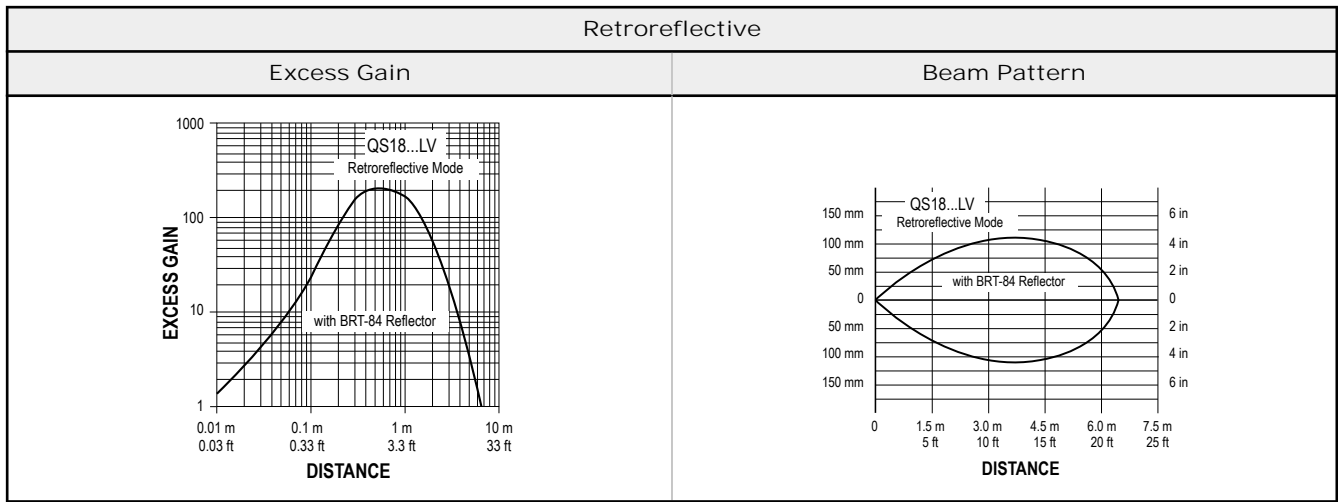 Retroreflective
Excess Gain
Beam Pattern
1000
100
10
1
EXCESS GAIN
QS18...LV
Retroreflective Mode
with BRT-84 Reflector
0.01 m
0.03 ft
0.1 m
0.33 ft
1 m
3.3 ft
10 m
33 ft
DISTANCE
150 mm
100 mm
50 mm
0
50 mm
100 mm
150 mm
QS18...LV
Retroreflective Mode
with BRT-84 Reflector
6 in
4 in
2 in
0
2 in
4 in
6 in
0
1.5 m
5 ft
3.0 m
10 ft
4.5 m
15 ft
6.0 m
20 ft
7.5 m
25 ft
DISTANCE